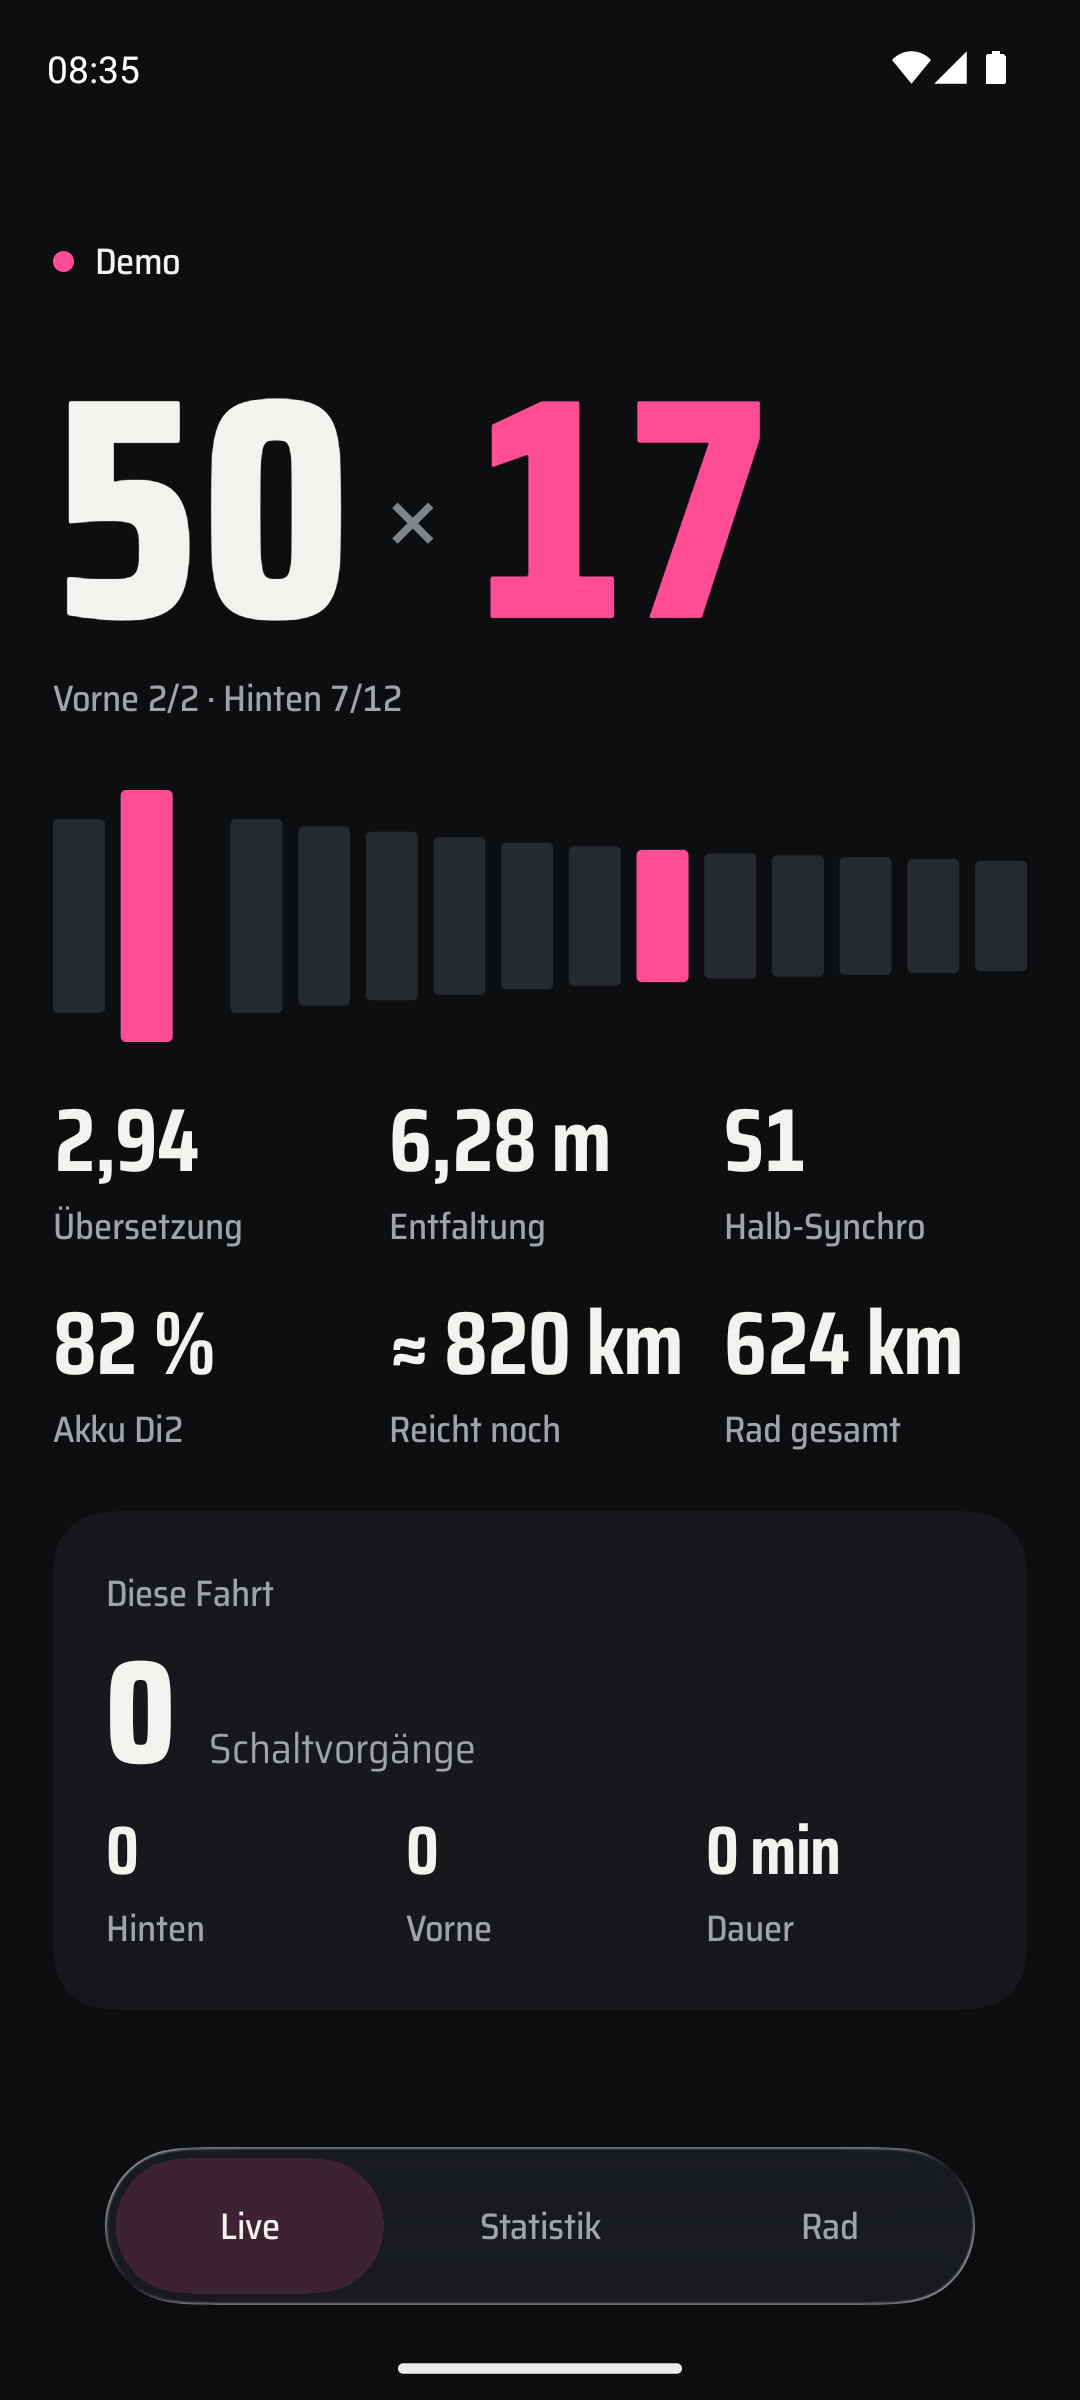 08:35
Demo
50 × 17
Vorne 2/2 · Hinten 7/12
2,94 6,28 m S1
Übersetzung Entfaltung Halb-Synchro
82 % ≈ 820 km 624 km
Akku Di2 Reicht noch Rad gesamt
Diese Fahrt
0 Schaltvorgänge
0 0 0 min
Hinten Vorne Dauer
Live Statistik Rad